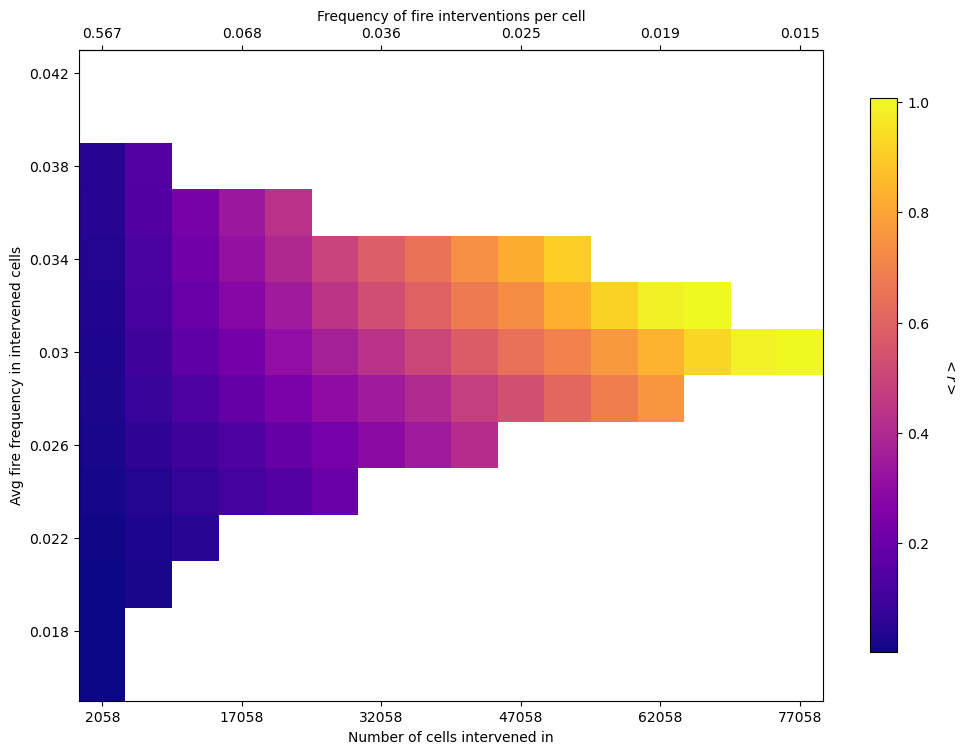 Frequency of fire interventions per cell
0.567 0.068 0.036 0.025 0.019 0.015
0.042
0.038
0.034
0.03
0.026
0.022
0.018
Avg fire frequency in intervened cells
2058 17058 32058 47058 62058 77058
Number of cells intervened in
1.0
0.8
0.6
0.4
0.2
<r>